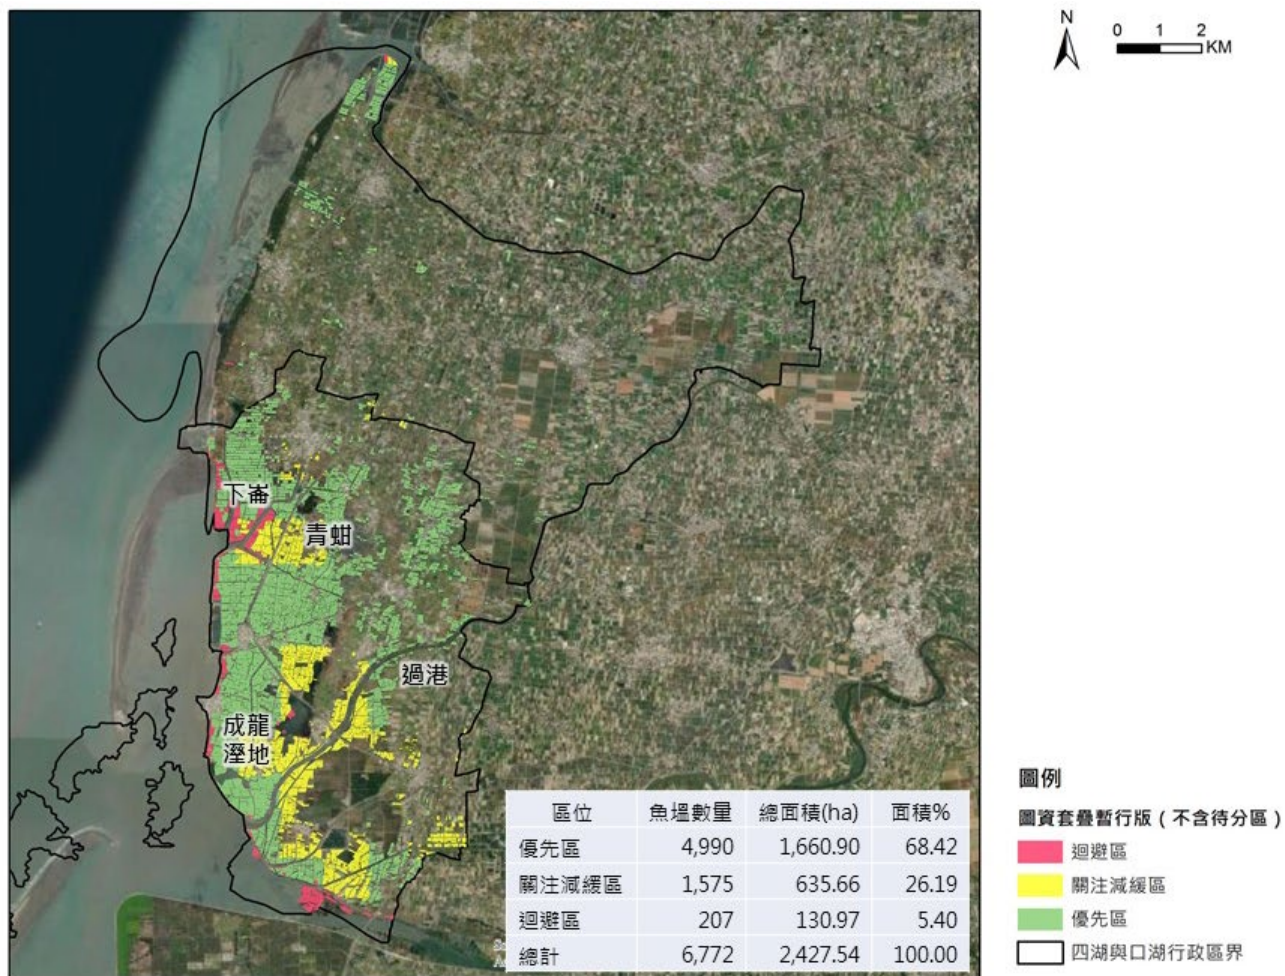 N
0 1 2
KM
下崙
青蚶
過港
成龍
溼地
區位 魚塭數量 總面積(ha) 面積%
優先區 4,990 1,660.90 68.42
關注減緩區 1,575 635.66 26.19
迴避區 207 130.97 5.40
總計 6,772 2,427.54 100.00
圖例
圖資套疊暫行版（不含待分區）
迴避區
關注減緩區
優先區
四湖與口湖行政區界